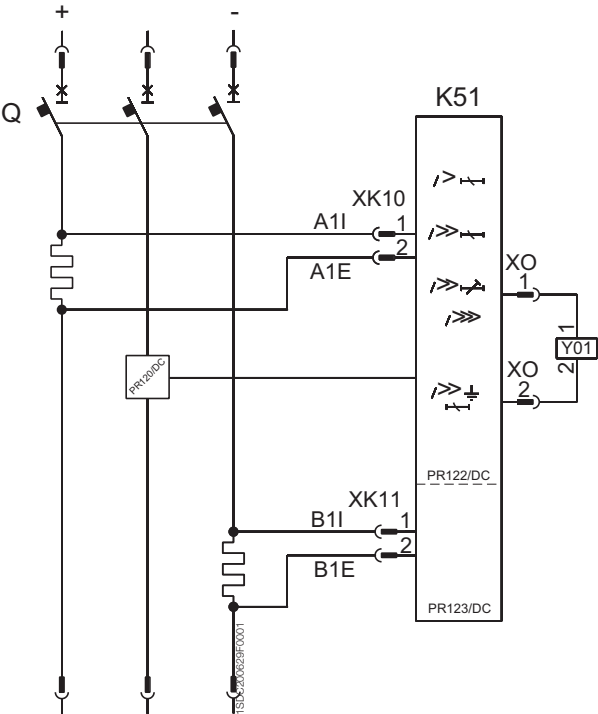 +
-
Q
K51
XK10
A1I
1
2
A1E
XO
1
1
Y01
2
XO
2
PR120/DC
PR122/DC
XK11
B1I
1
2
B1E
PR123/DC
1SDC200629F0001
/>
/>>
/>>
/>>>
/>>